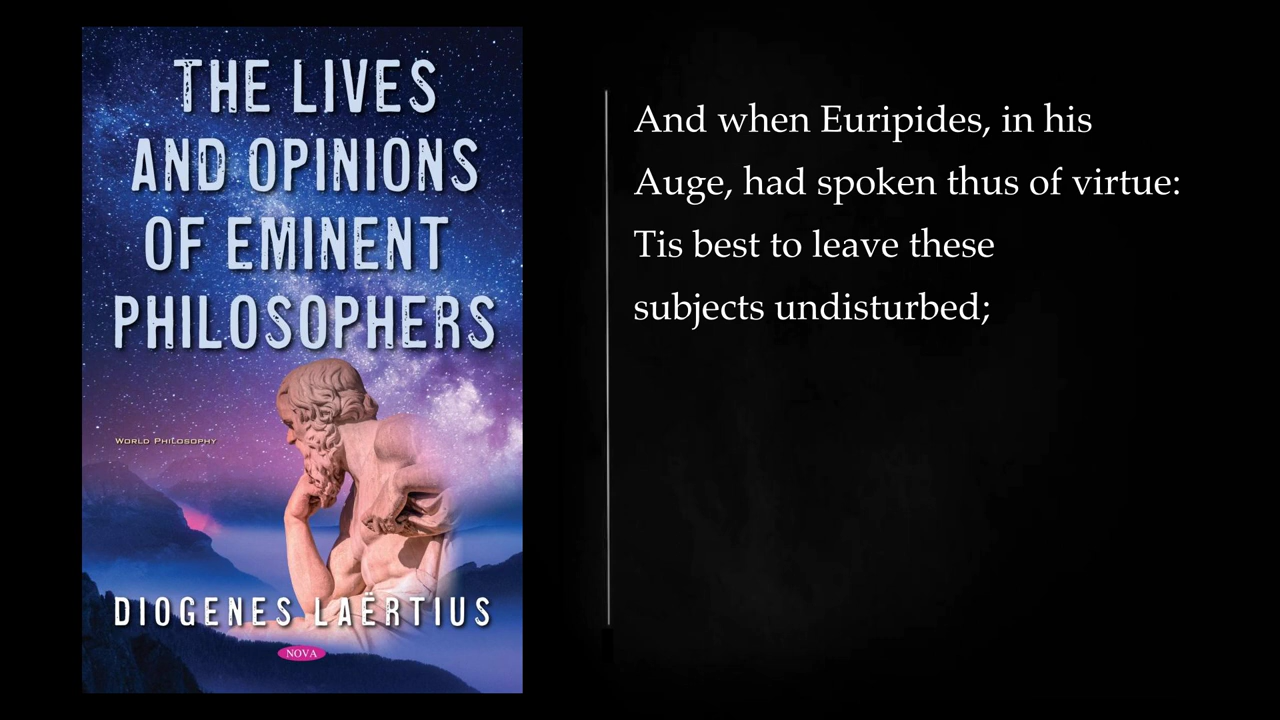 THE LIVES
AND OPINIONS
OF EMINENT
PHILOSOPHERS
WORLD PHILOSOPHY
DIOGENES LAËRTIUS
NOVA
And when Euripides, in his
Auge, had spoken thus of virtue:
Tis best to leave these
subjects undisturbed;